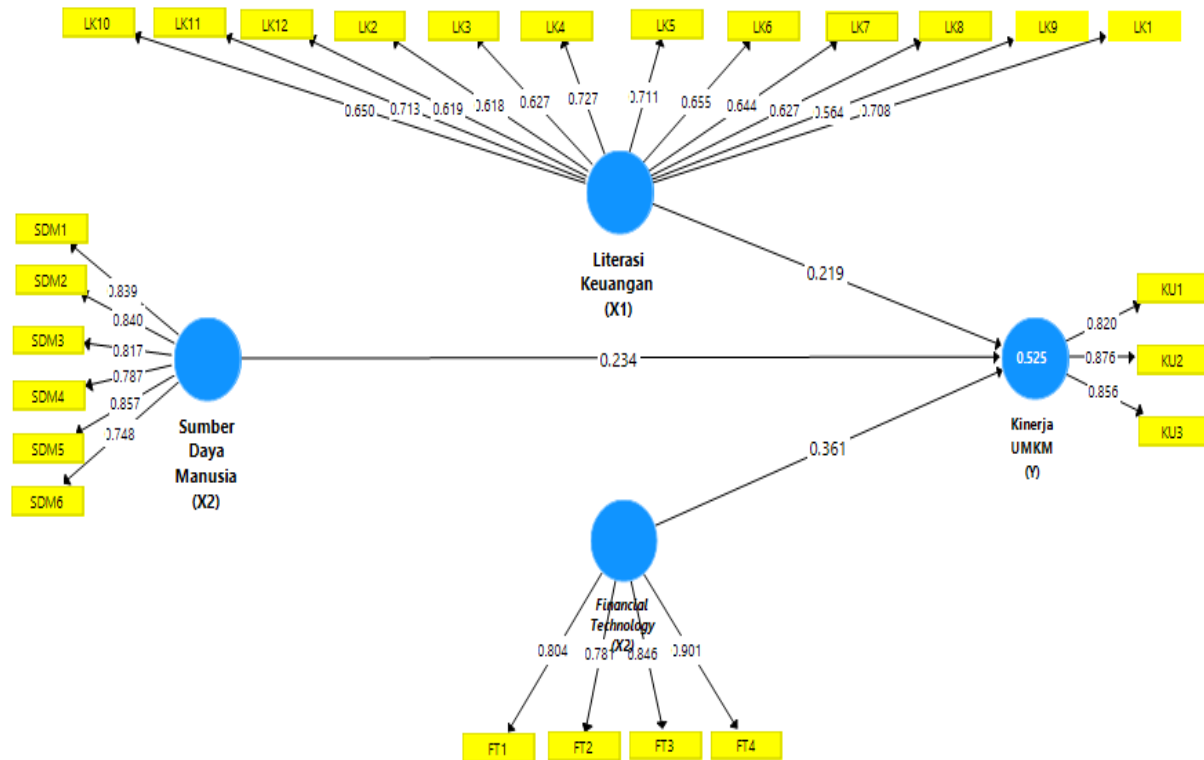 LK10 LK11 LK12 LK2 LK3 LK4 LK5 LK6 LK7 LK8 LK9 LK1
0.650 0.713 0.619 0.618 0.627 0.727 0.711 0.655 0.644 0.627 0.564 0.708
Literasi
Keuangan
(X1)
SDM1
SDM2
SDM3
SDM4
SDM5
SDM6
0.839
0.840
0.817
0.787
0.857
0.748
Sumber
Daya
Manusia
(X2)
0.219
0.234
0.361
0.525
Kinerja
UMKM
(Y)
0.820
0.876
0.856
KU1
KU2
KU3
Financial
Technology
(X2)
0.804 0.781 0.846 0.901
FT1 FT2 FT3 FT4